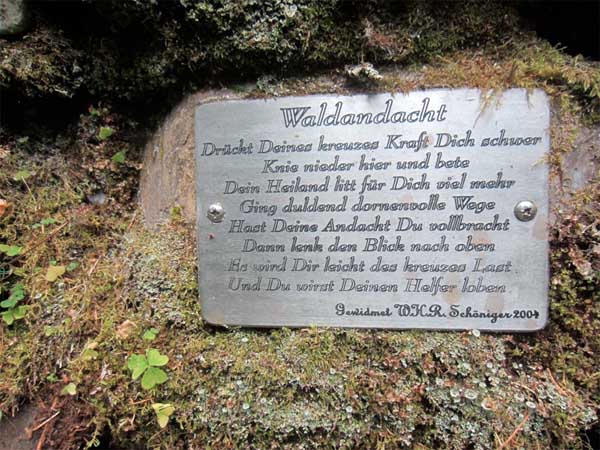 Waldandacht
Drückt Deines kreuzes Kraft Dich schwer
Knie nieder hier und bete
Dein Heiland litt für Dich viel mehr
Ging duldend dornenvolle Wege
Hast Deine Andacht Du vollbracht
Dann lenk den Blick nach oben
Es wird Dir leicht des kreuzes Last
Und Du wirst Deinen Helfer loben
Gewidmet W.K.R. Schöniger 2004